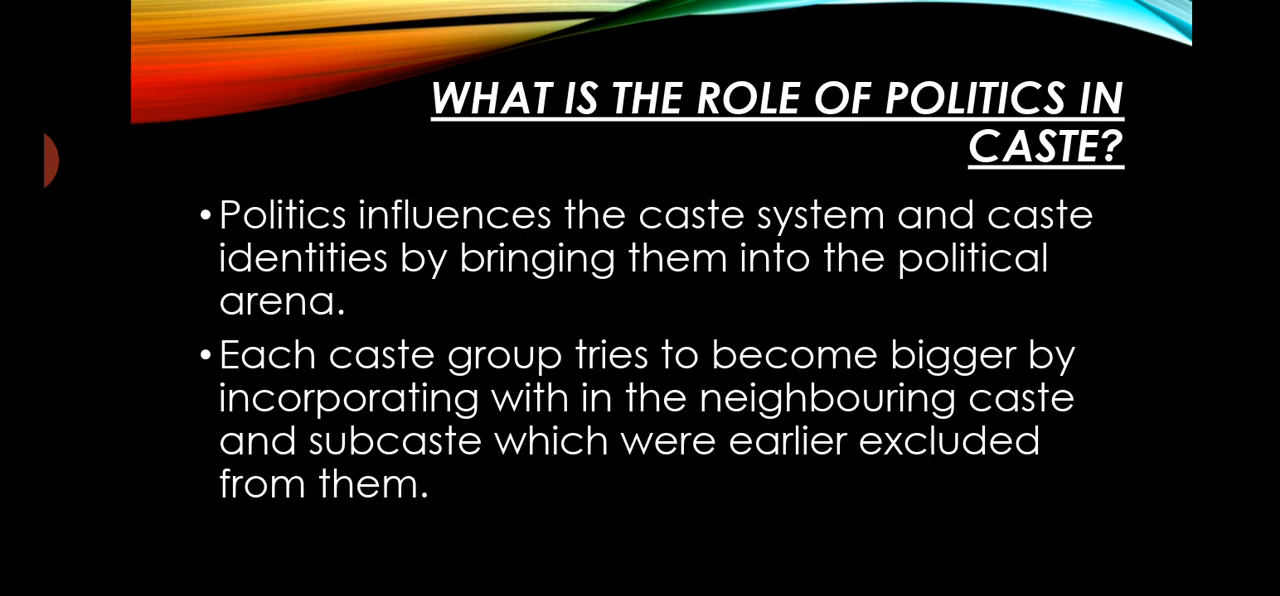 WHAT IS THE ROLE OF POLITICS IN
CASTE?
• Politics influences the caste system and caste
identities by bringing them into the political
arena.
• Each caste group tries to become bigger by
incorporating with in the neighbouring caste
and subcaste which were earlier excluded
from them.